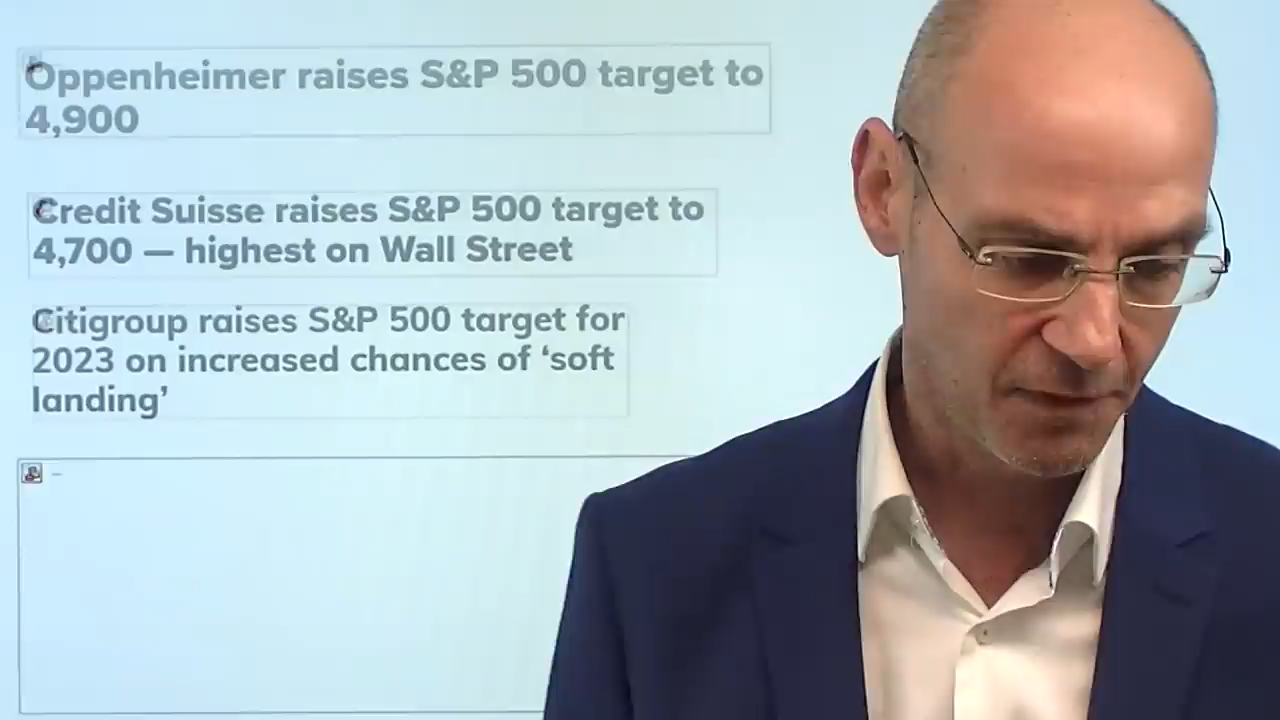 Oppenheimer raises S&P 500 target to
4,900
Credit Suisse raises S&P 500 target to
4,700 — highest on Wall Street
Citigroup raises S&P 500 target for
2023 on increased chances of ‘soft
landing’